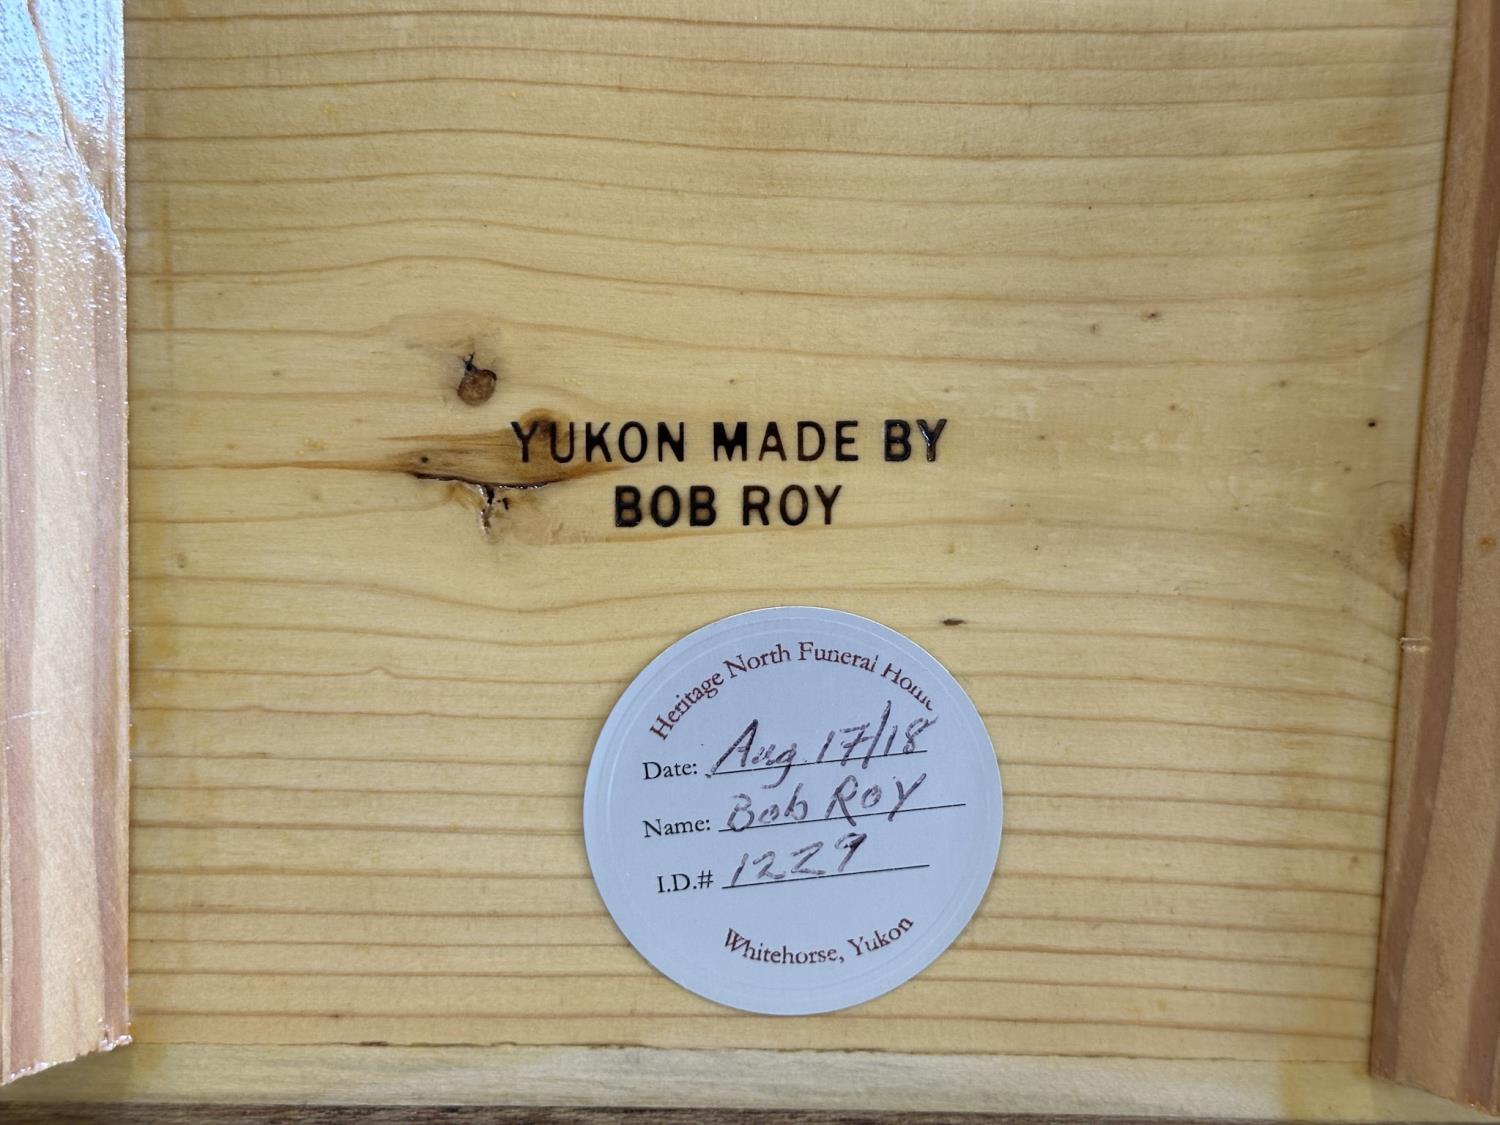 YUKON MADE BY
BOB ROY
Heritage North Funeral Home
Date: Aug. 17/18
Name: Bob Roy
I.D.# 1229
Whitehorse, Yukon